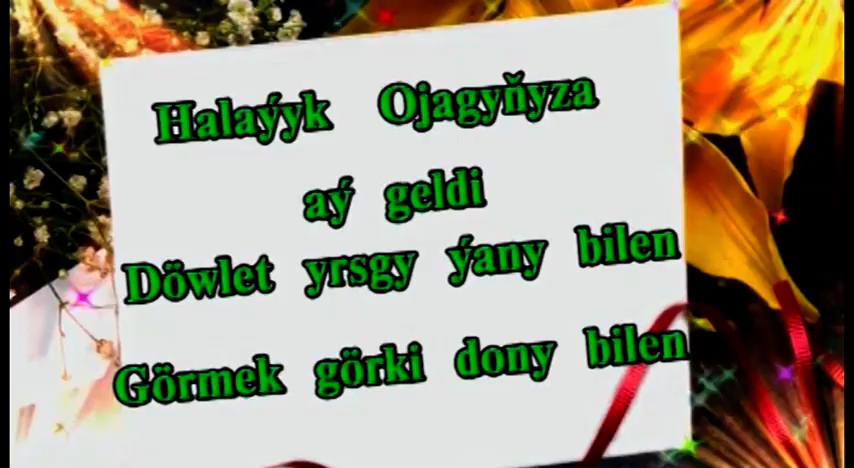 Halaýyk Ojagyňyza
aý geldi
Döwlet yrsgy ýany bilen
Görmek görki dony bilen